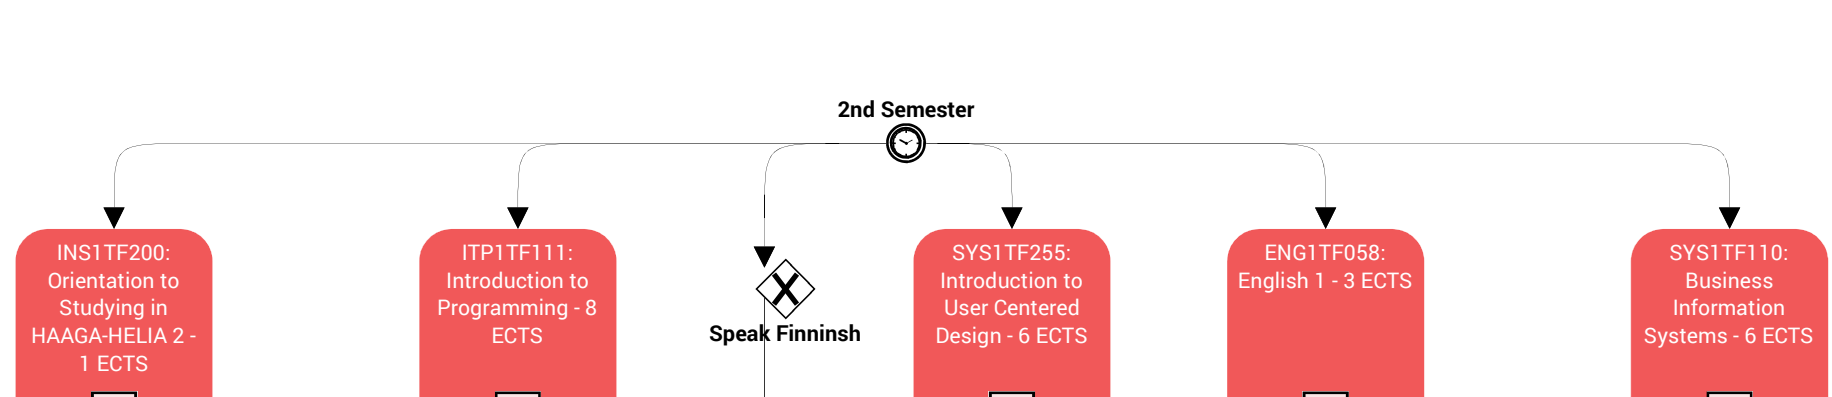 2nd Semester
INS1TF200:
Orientation to
Studying in
HAAGA-HELIA 2 -
1 ECTS
ITP1TF111:
Introduction to
Programming - 8
ECTS
Speak Finninsh
SYS1TF255:
Introduction to
User Centered
Design - 6 ECTS
ENG1TF058:
English 1 - 3 ECTS
SYS1TF110:
Business
Information
Systems - 6 ECTS